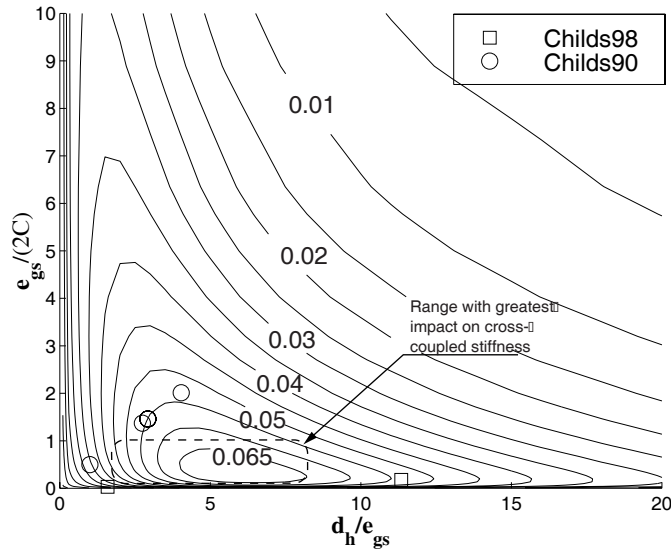 10
9
8
7
6
5
4
3
2
1
0
e_gs/(2C)
Childs98
Childs90
0.01
0.02
0.03
0.04
0.05
0.065
Range with greatest
impact on cross-
coupled stiffness
0 5 10 15 20
d_h/e_gs